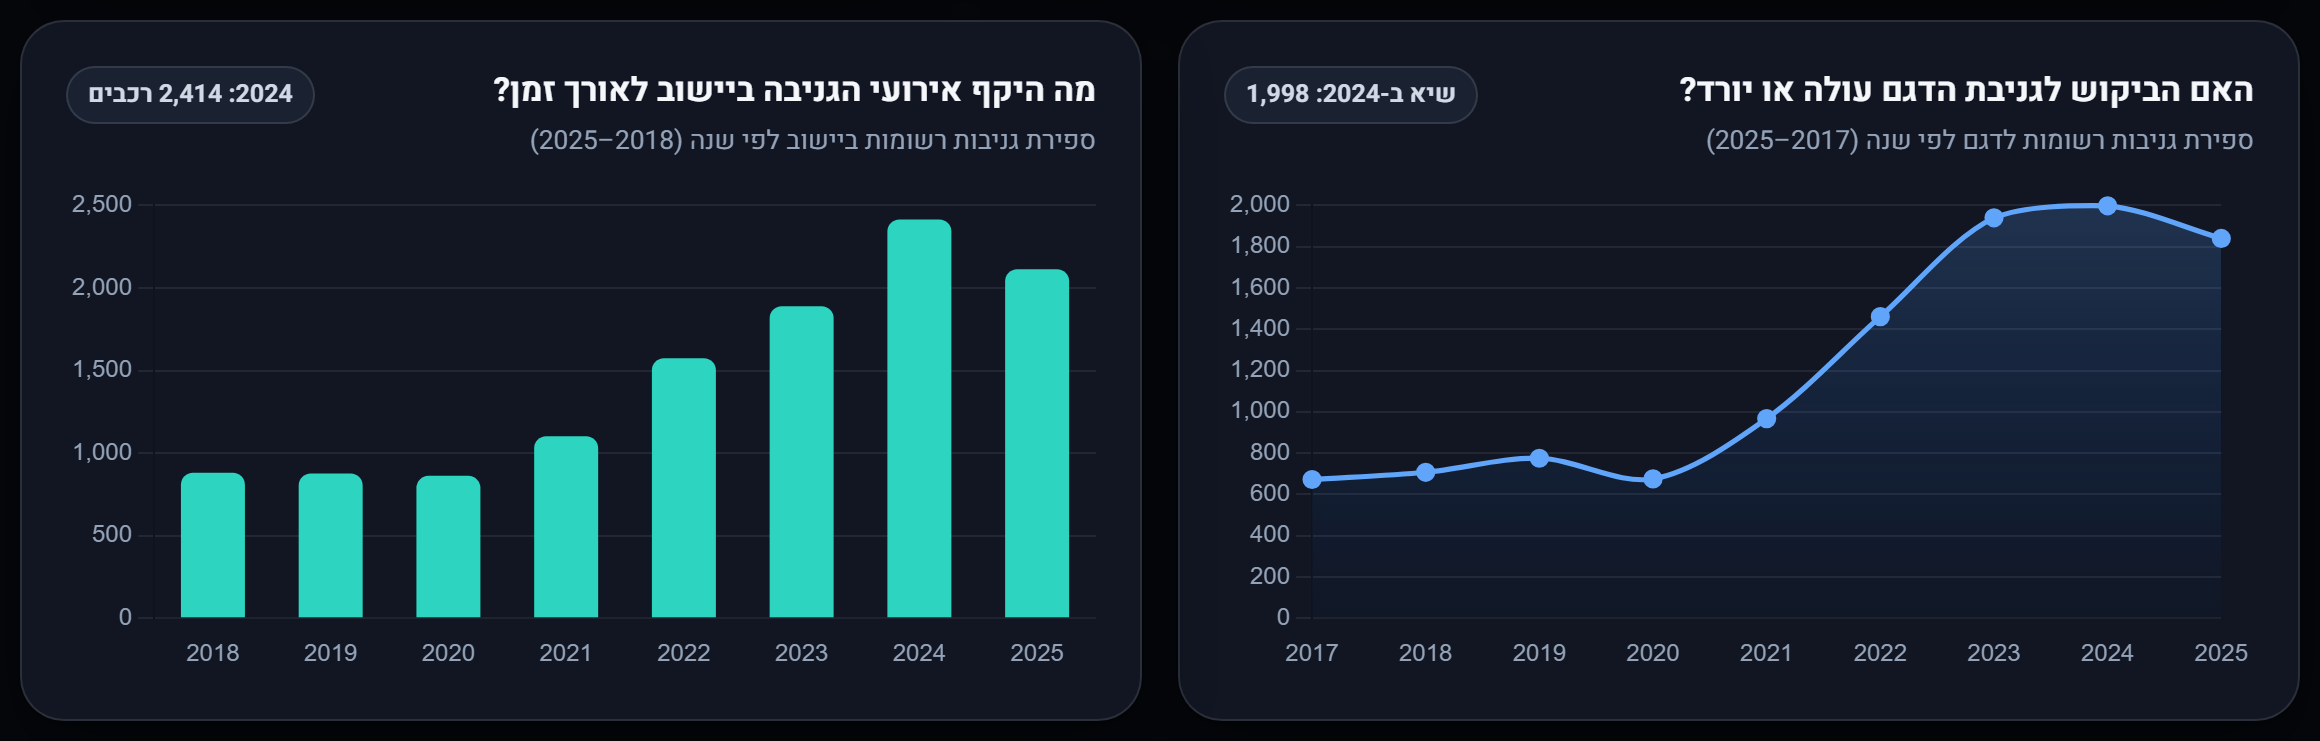 האם הביקוש לגניבת הדגם עולה או יורד?
שיא ב-2024: 1,998
ספירת גניבות רשומות לדגם לפי שנה (2017–2025)
2,000
1,800
1,600
1,400
1,200
1,000
800
600
400
200
0
2017 2018 2019 2020 2021 2022 2023 2024 2025
מה היקף אירועי הגניבה ביישוב לאורך זמן?
2024: 2,414 רכבים
ספירת גניבות רשומות ביישוב לפי שנה (2018–2025)
2,500
2,000
1,500
1,000
500
0
2018 2019 2020 2021 2022 2023 2024 2025